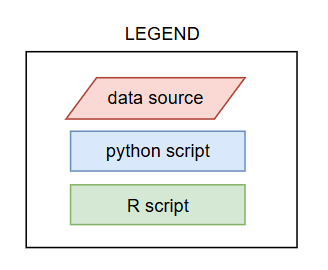 LEGEND
data source
python script
R script